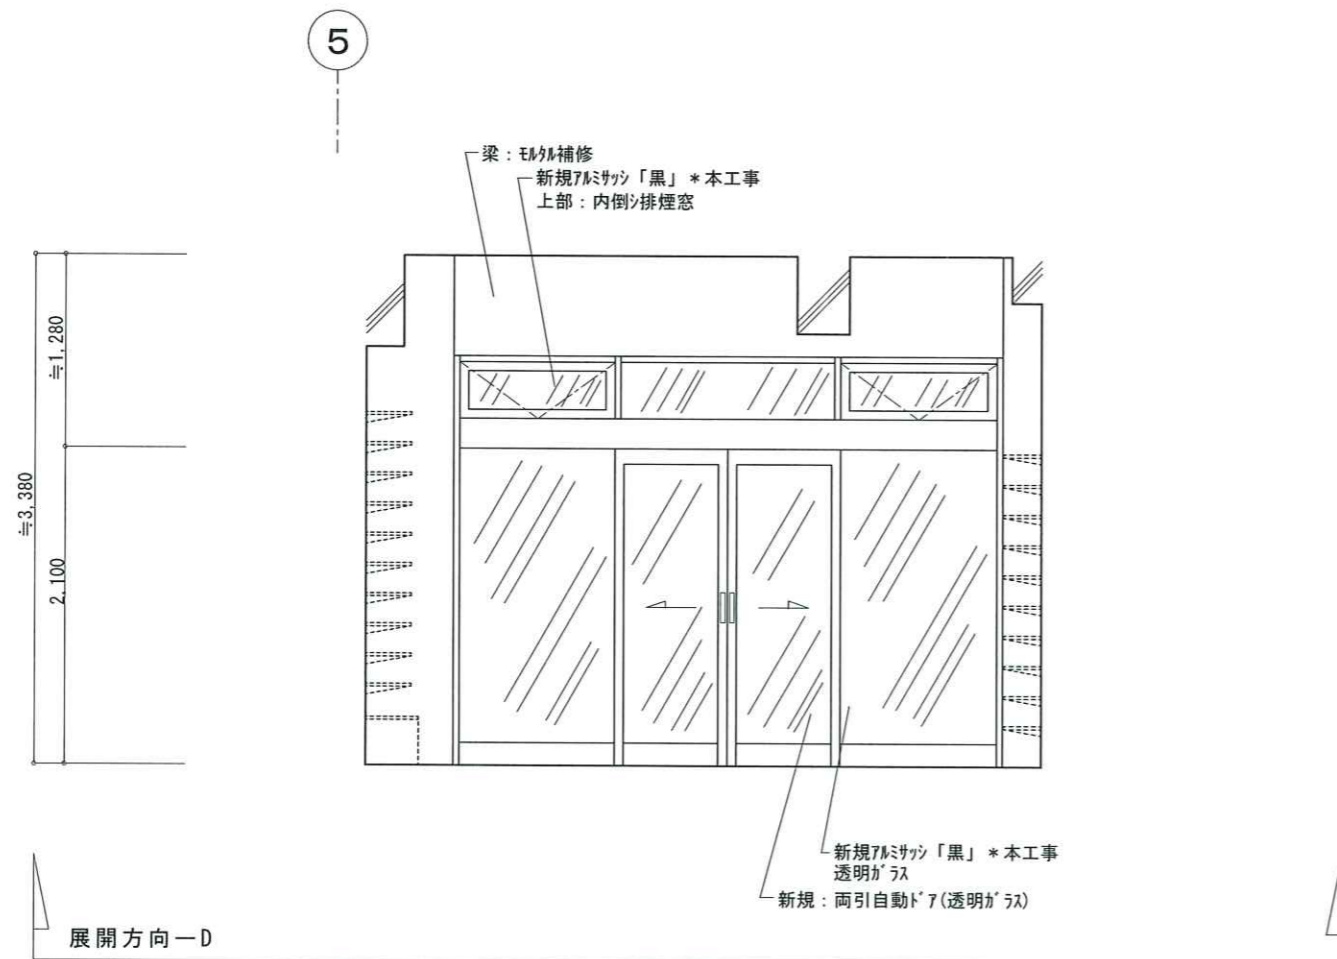 5
梁：ﾓﾙﾀﾙ補修
新規ｱﾙﾐｻｯｼ「黒」＊本工事
上部：内倒ｼ排煙窓
≒1,280
≒3,380
2,100
新規ｱﾙﾐｻｯｼ「黒」＊本工事
透明ｶﾞﾗｽ
新規：両引自動ﾄﾞｱ(透明ｶﾞﾗｽ)
展開方向－D